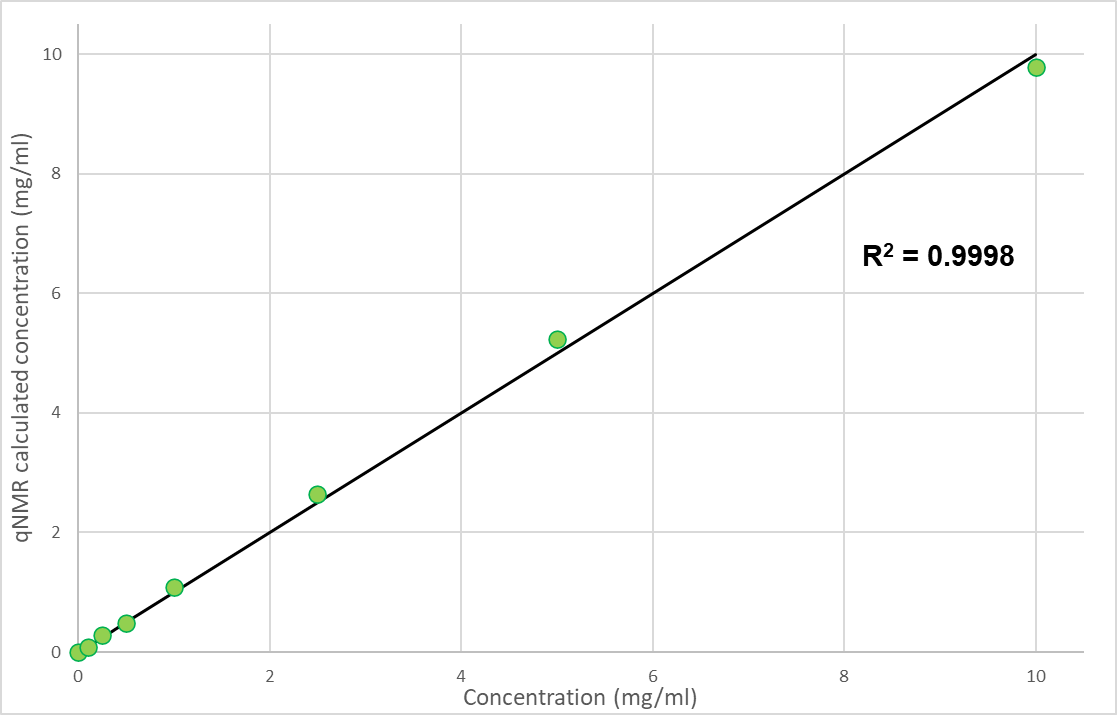 10
8
6
4
2
0
qNMR calculated concentration (mg/ml)
R² = 0.9998
0 2 4 6 8 10
Concentration (mg/ml)